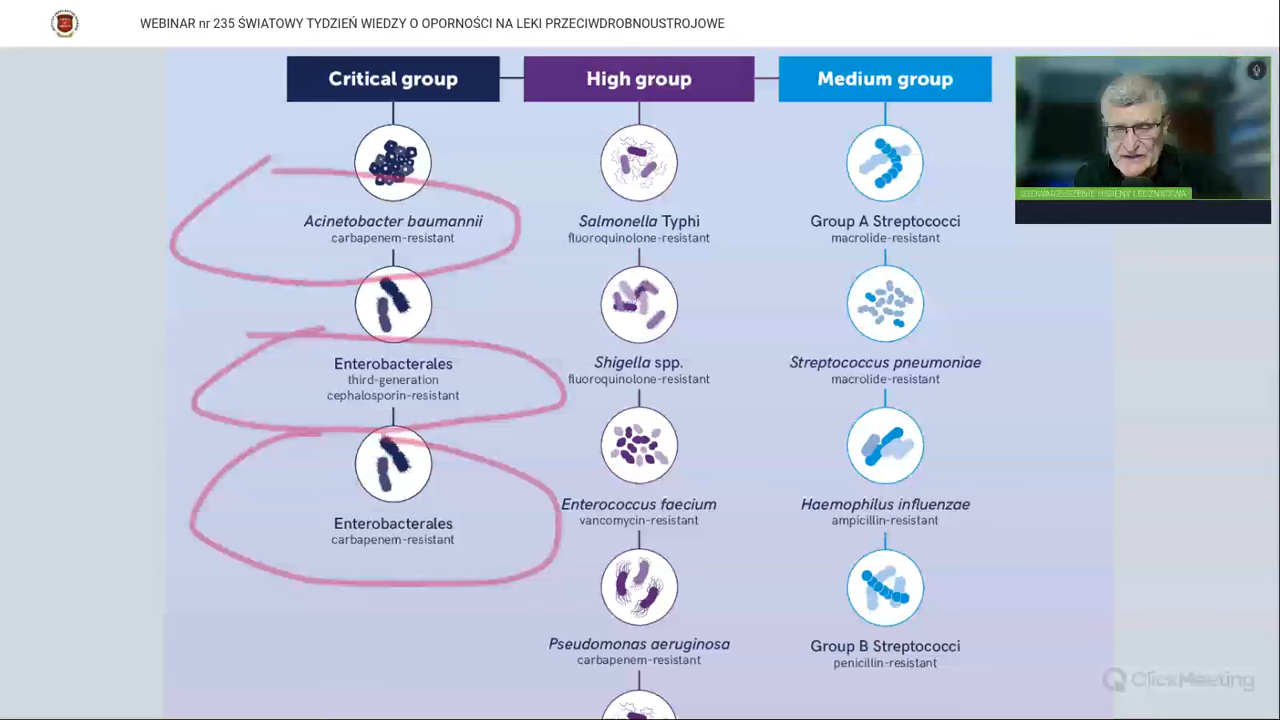 WEBINAR nr 235 ŚWIATOWY TYDZIEŃ WIEDZY O OPORNOŚCI NA LEKI PRZECIWDROBNOUSTROJOWE
Critical group
High group
Medium group
Acinetobacter baumannii
carbapenem-resistant
Salmonella Typhi
fluoroquinolone-resistant
Group A Streptococci
macrolide-resistant
Enterobacterales
third-generation
cephalosporin-resistant
Shigella spp.
fluoroquinolone-resistant
Streptococcus pneumoniae
macrolide-resistant
Enterobacterales
carbapenem-resistant
Enterococcus faecium
vancomycin-resistant
Haemophilus influenzae
ampicillin-resistant
Pseudomonas aeruginosa
carbapenem-resistant
Group B Streptococci
penicillin-resistant
STOWARZYSZENIE HIGIENY LECZNICTWA
ClickMeeting